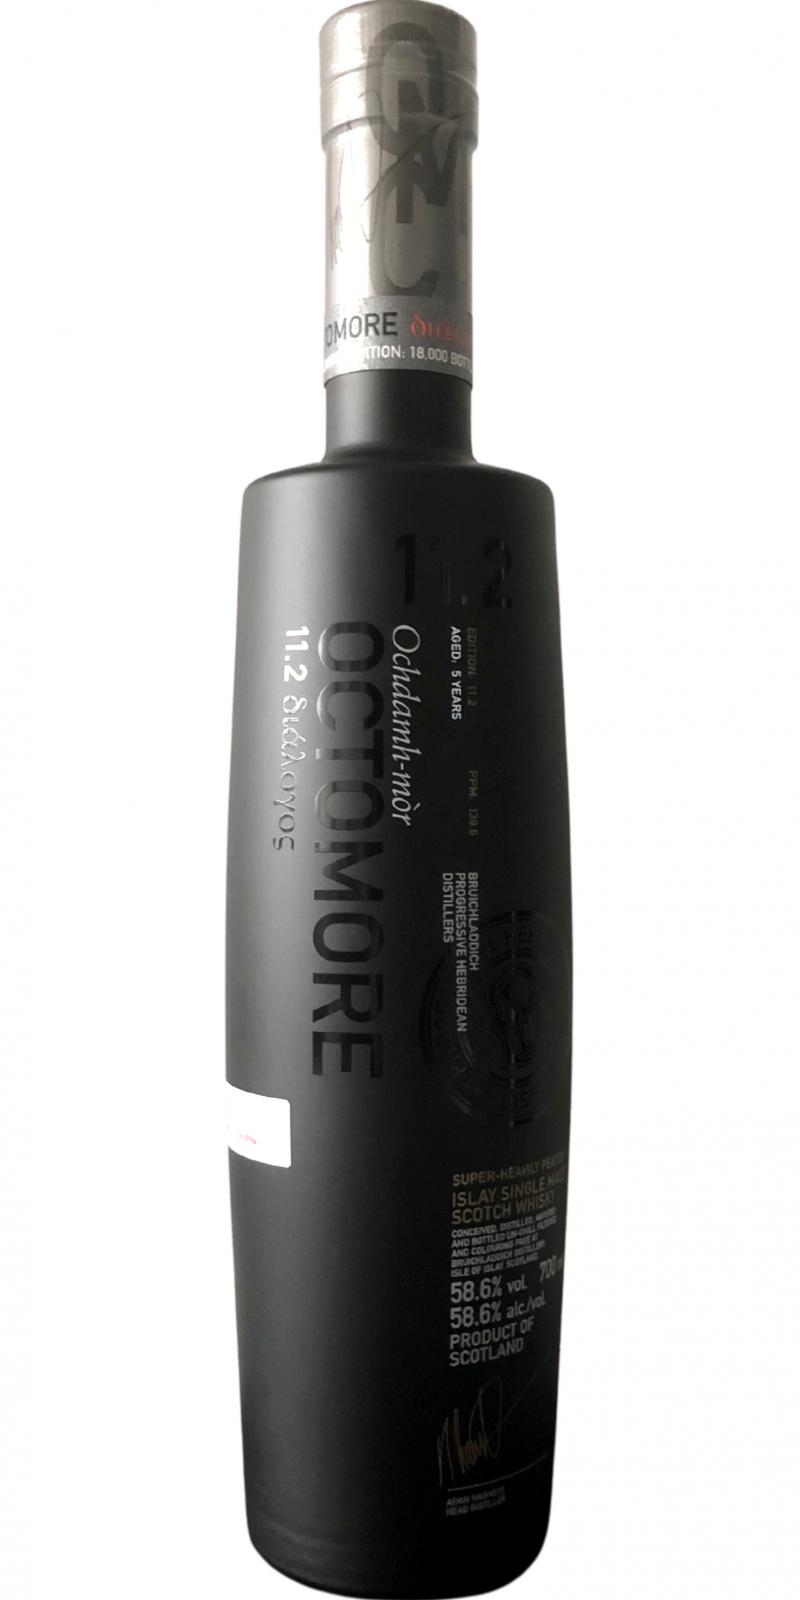 OMORE
ITION: 18,000 BOTT
11.2
EDITION: 11.2
AGED: 5 YEARS
PPM: 139.6
Ochdamh-mòr
OCTOMORE
11.2 διάλογος
BRUICHLADDICH
PROGRESSIVE HEBRIDEAN
DISTILLERS
SUPER-HEAVILY PEATED
ISLAY SINGLE MALT
SCOTCH WHISKY
CONCEIVED, DISTILLED, MATURED
AND BOTTLED UN-CHILL FILTERED
AND COLOURING FREE AT
BRUICHLADDICH DISTILLERY,
ISLE OF ISLAY, SCOTLAND.
58.6% vol. 700 m
58.6% alc./vol.
PRODUCT OF
SCOTLAND
ADAM HANNETT
HEAD DISTILLER